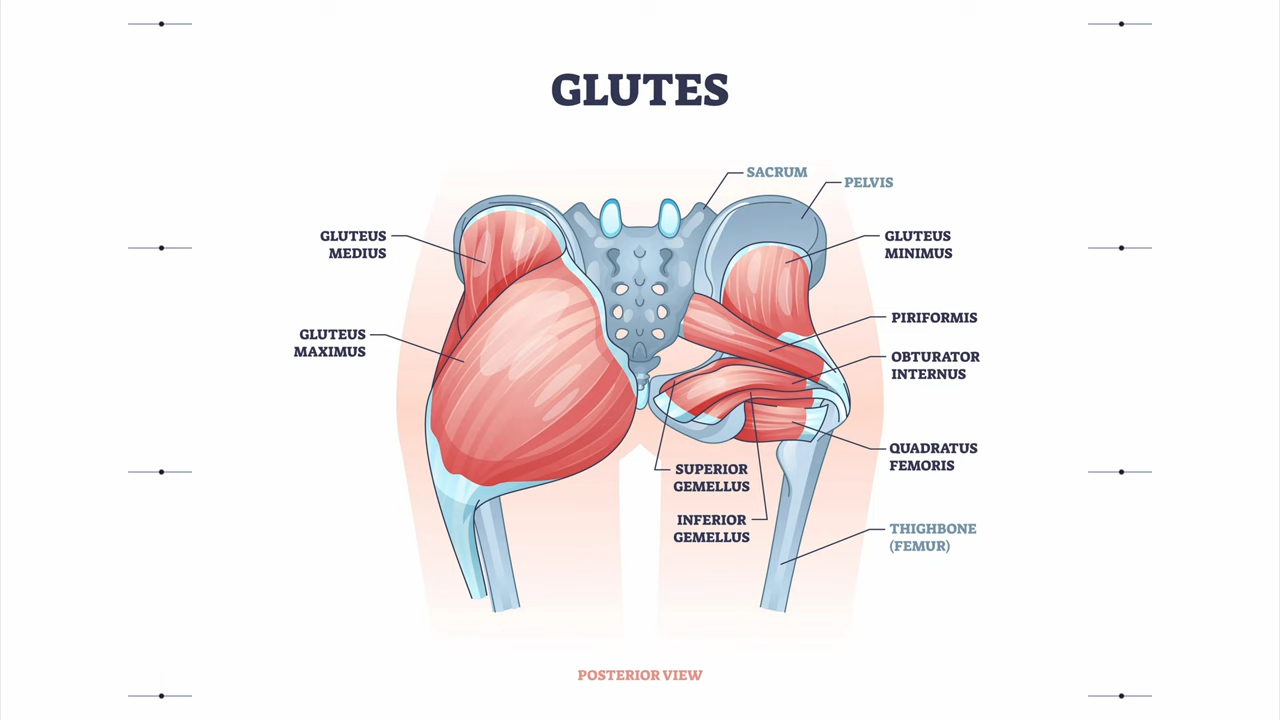 GLUTES
SACRUM
PELVIS
GLUTEUS
MEDIUS
GLUTEUS
MINIMUS
PIRIFORMIS
GLUTEUS
MAXIMUS
OBTURATOR
INTERNUS
QUADRATUS
FEMORIS
SUPERIOR
GEMELLUS
INFERIOR
GEMELLUS
THIGHBONE
(FEMUR)
POSTERIOR VIEW